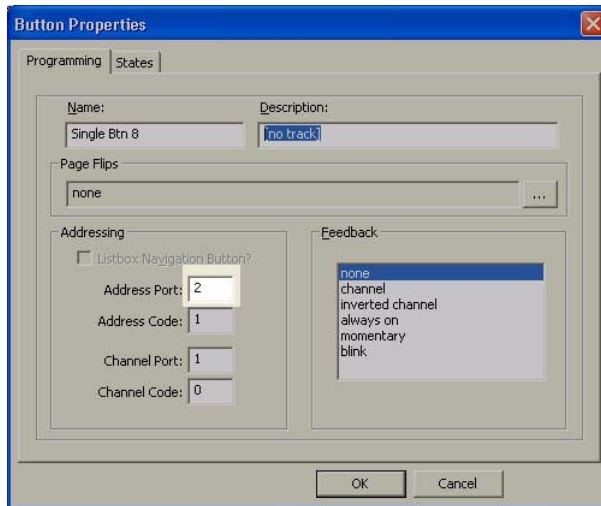 Button Properties
Programming
States
Name:
Description:
Single Btn 8
[no track]
Page Flips
none
...
Addressing
Feedback
Listbox Navigation Button?
Address Port: 2
Address Code: 1
Channel Port: 1
Channel Code: 0
none
channel
inverted channel
always on
momentary
blink
OK
Cancel